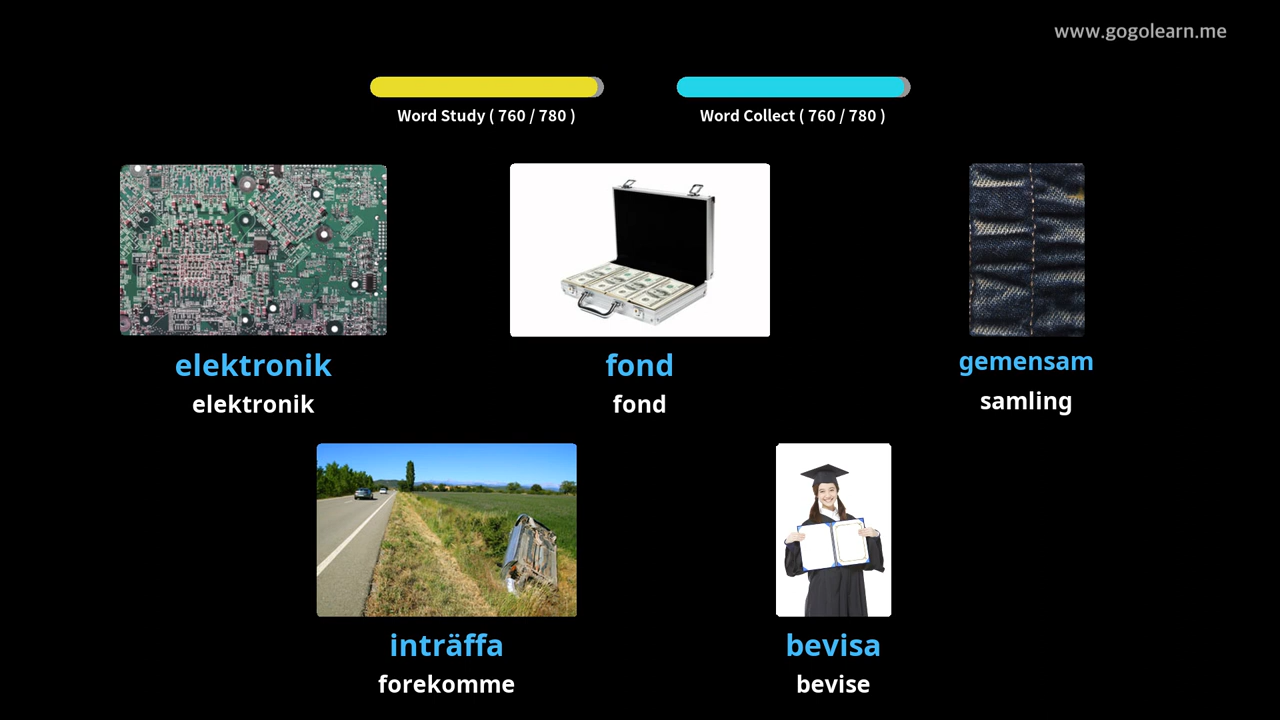 www.gogolearn.me
Word Study ( 760 / 780 )
Word Collect ( 760 / 780 )
elektronik
elektronik
fond
fond
gemensam
samling
inträffa
forekomme
bevisa
bevise